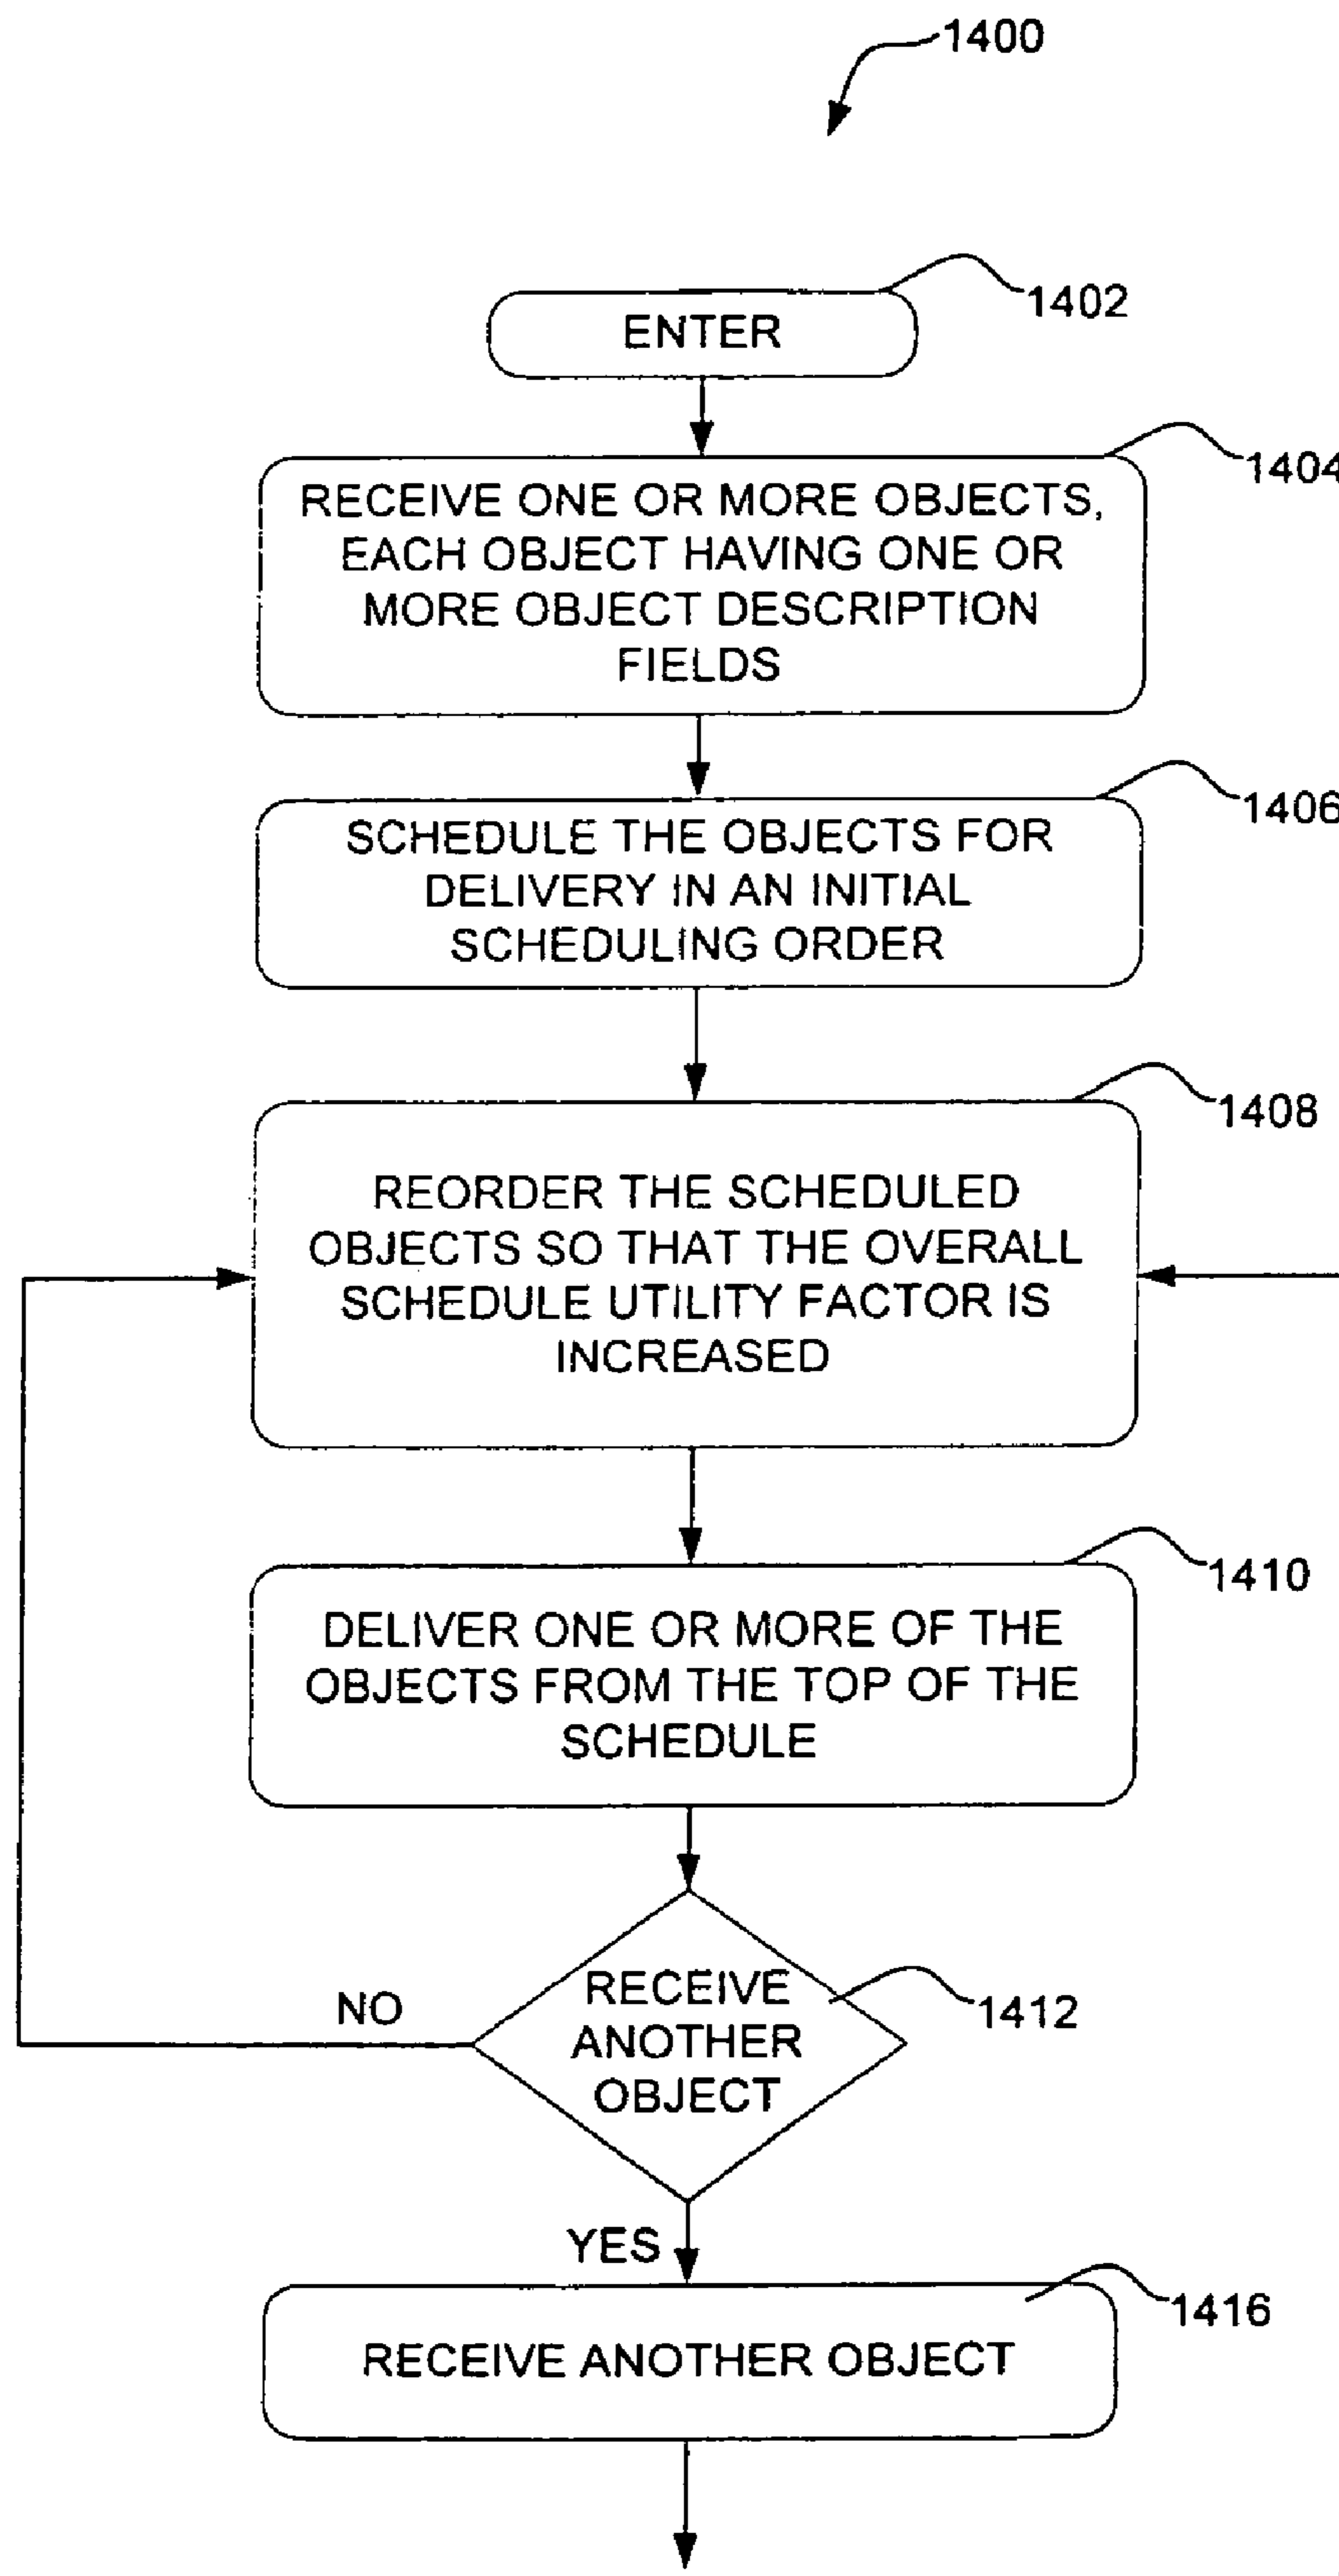 1400
1402
ENTER
1404
RECEIVE ONE OR MORE OBJECTS,
EACH OBJECT HAVING ONE OR
MORE OBJECT DESCRIPTION
FIELDS
1406
SCHEDULE THE OBJECTS FOR
DELIVERY IN AN INITIAL
SCHEDULING ORDER
1408
REORDER THE SCHEDULED
OBJECTS SO THAT THE OVERALL
SCHEDULE UTILITY FACTOR IS
INCREASED
1410
DELIVER ONE OR MORE OF THE
OBJECTS FROM THE TOP OF THE
SCHEDULE
1412
RECEIVE
ANOTHER
OBJECT
NO
YES
1416
RECEIVE ANOTHER OBJECT